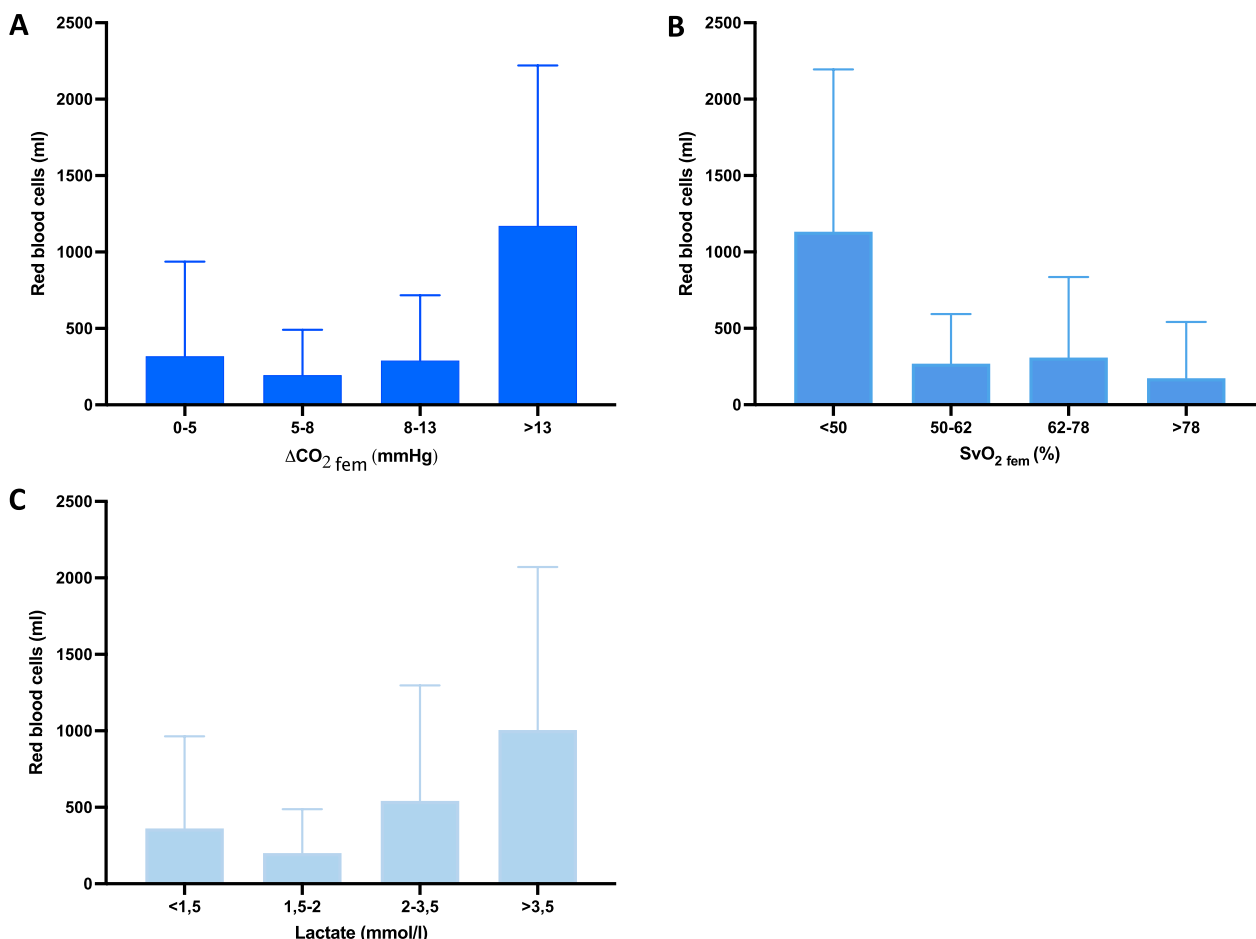 A
2500
2000
1500
1000
500
0
Red blood cells (ml)
0-5 5-8 8-13 >13
ΔCO2 fem (mmHg)
B
2500
2000
1500
1000
500
0
Red blood cells (ml)
<50 50-62 62-78 >78
SvO2 fem (%)
C
2500
2000
1500
1000
500
0
Red blood cells (ml)
<1,5 1,5-2 2-3,5 >3,5
Lactate (mmol/l)